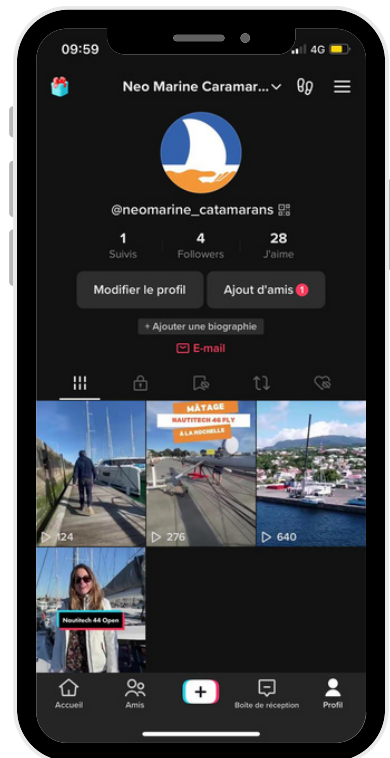 09:59
4G
Neo Marine Caramar...
@neomarine_catamarans
1 4 28
Suivis Followers J'aime
Modifier le profil Ajout d'amis 1
+ Ajouter une biographie
E-mail
MÂTAGE
NAUTITECH 46 FLY
À LA ROCHELLE
124 276 640
Nautitech 44 Open
Accueil Amis Boîte de réception Profil